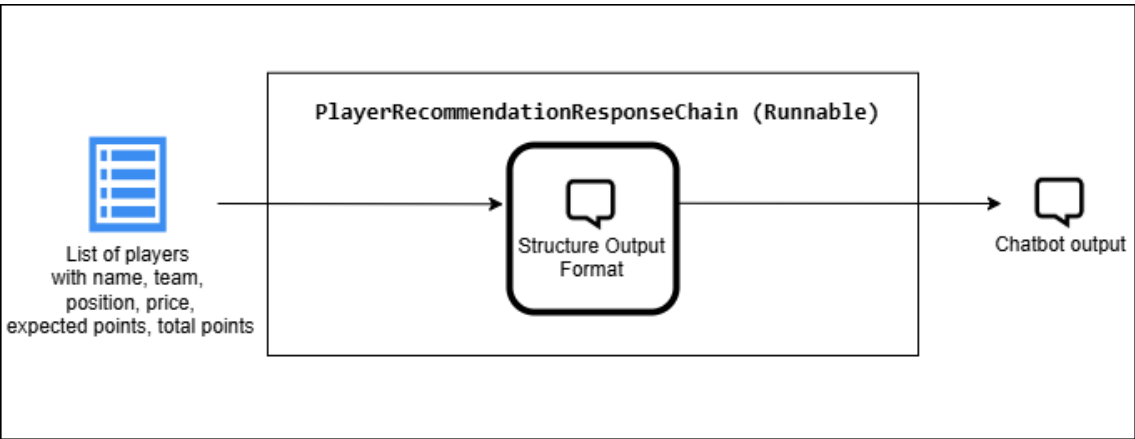 PlayerRecommendationResponseChain (Runnable)
List of players
with name, team,
position, price,
expected points, total points
Structure Output
Format
Chatbot output